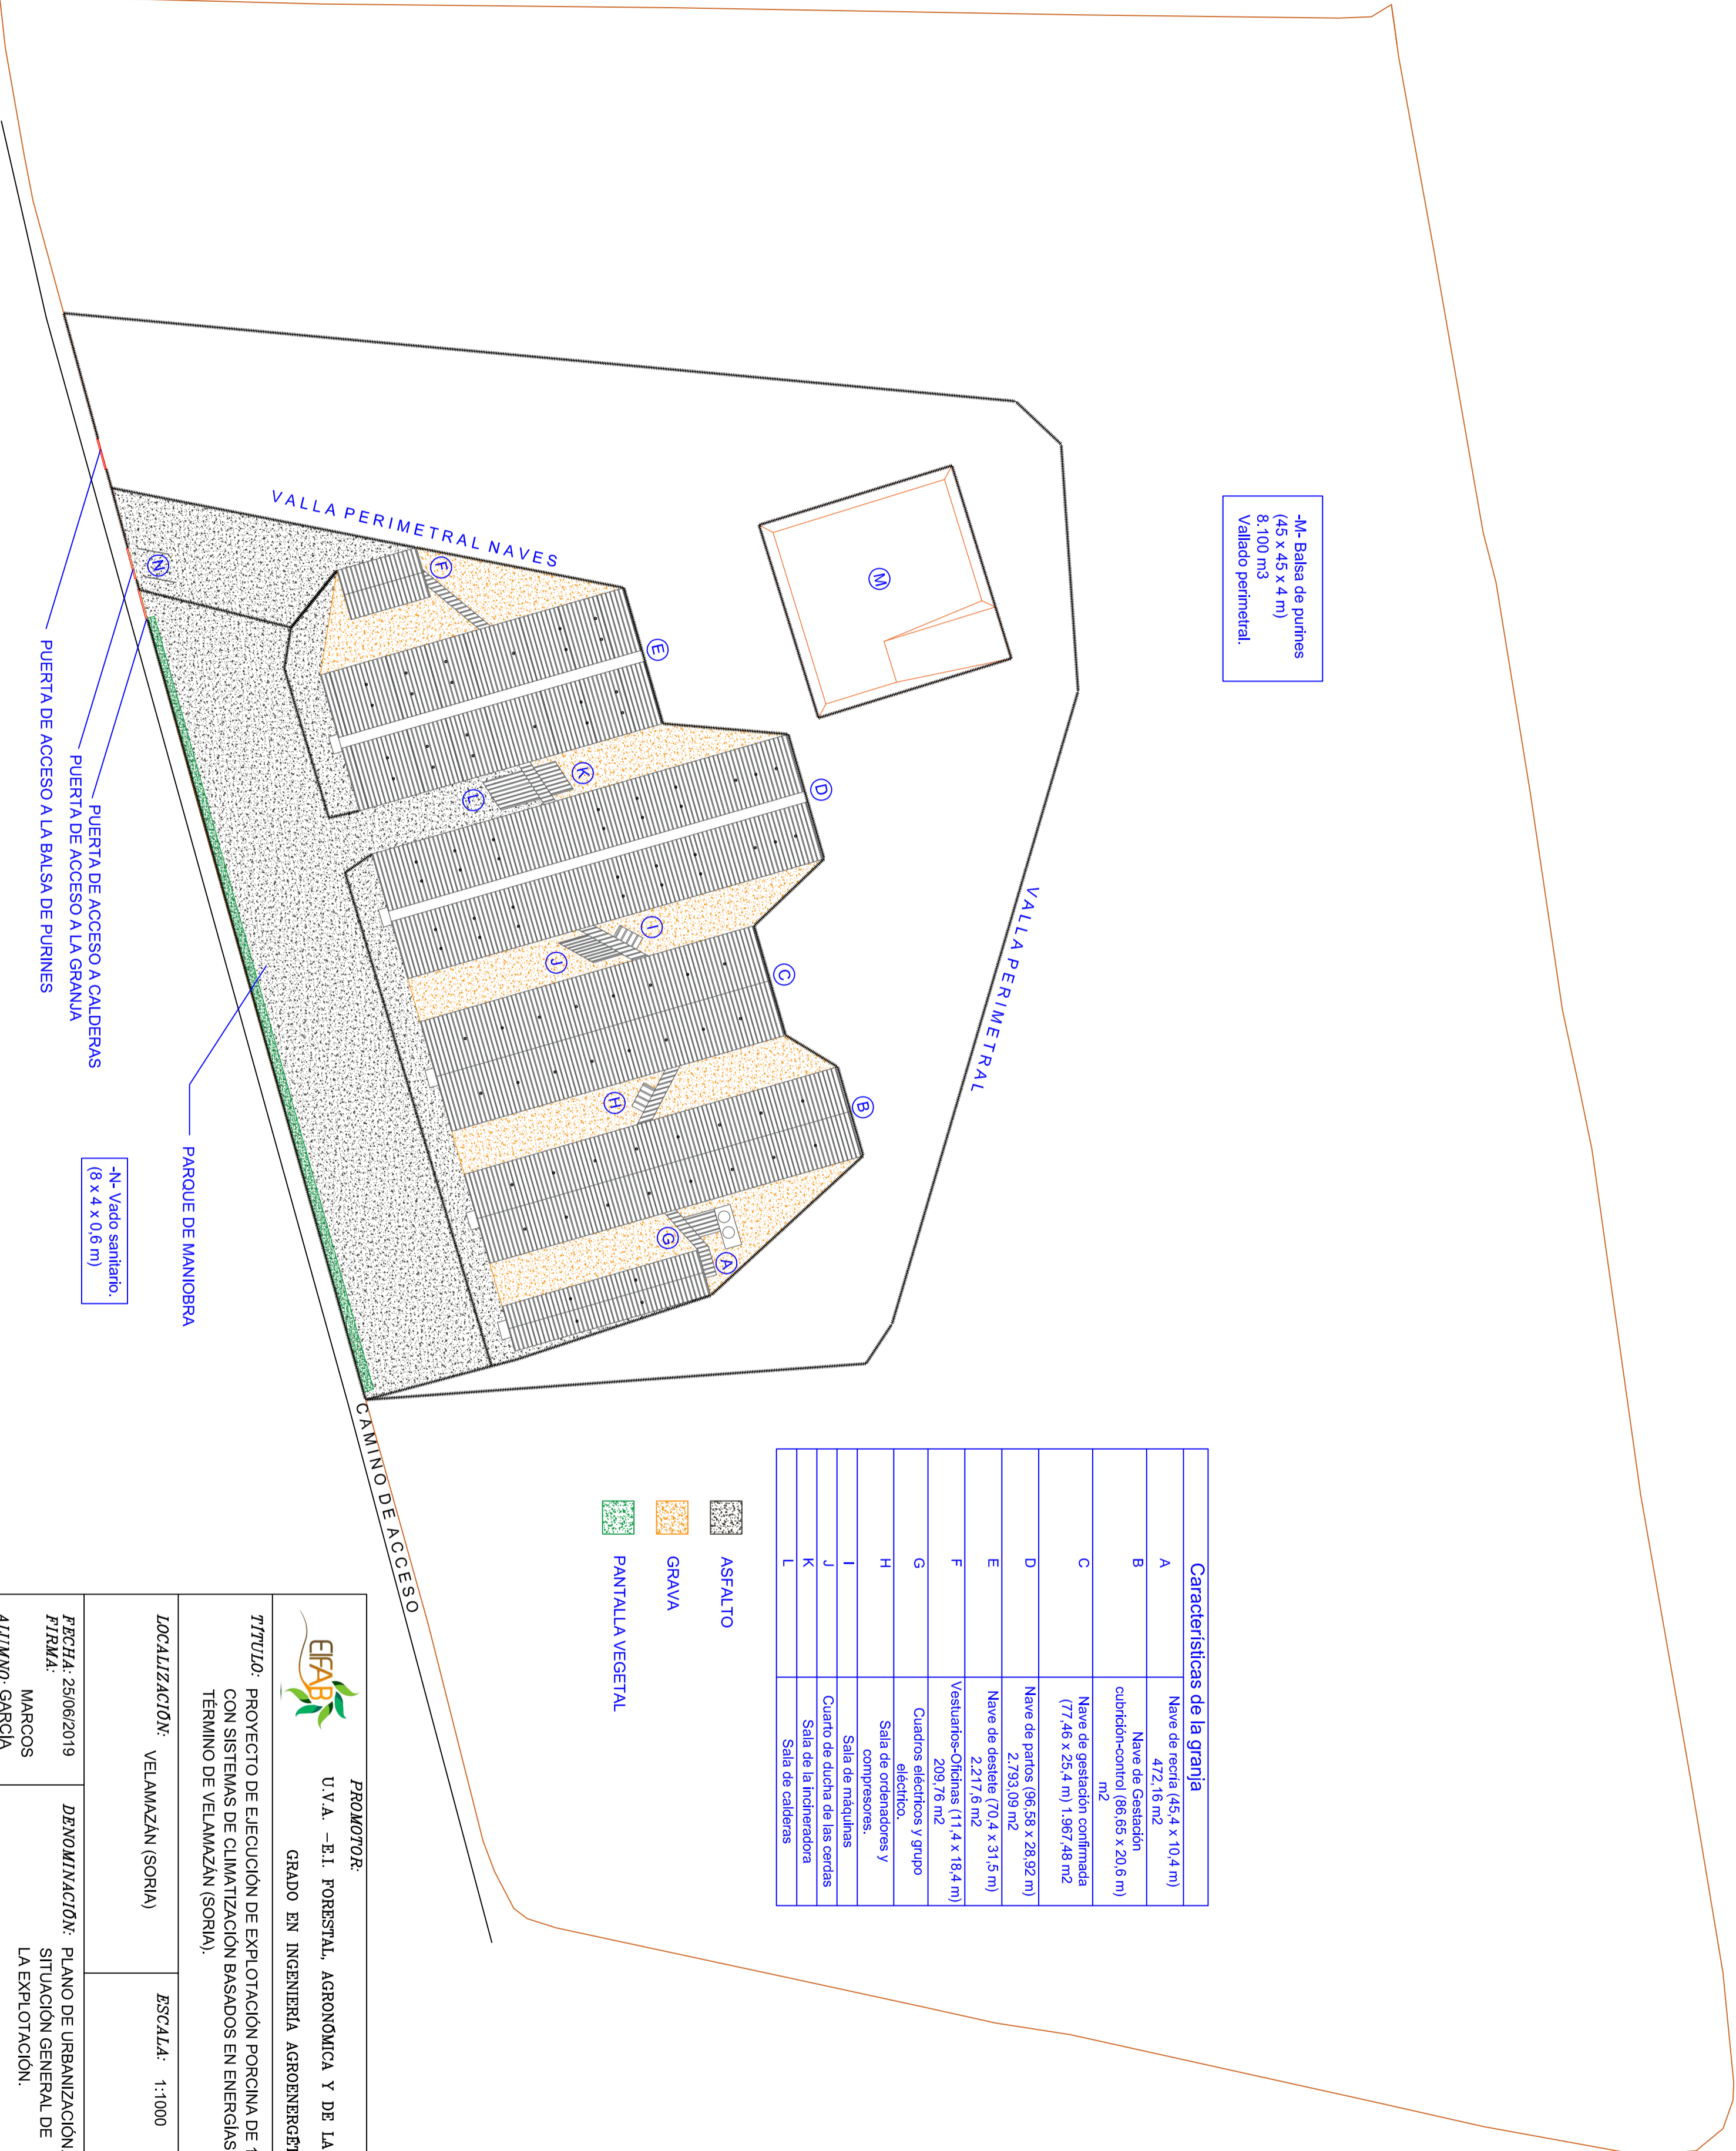 -M- Balsa de purines
(45 x 45 x 4 m)
8.100 m3
Vallado perimetral.
VALLA PERIMETRAL
VALLA PERIMETRAL NAVES
M
E
D
C
B
F
K
L
I
J
H
G
A
N
PUERTA DE ACCESO A CALDERAS
PUERTA DE ACCESO A LA GRANJA
PUERTA DE ACCESO A LA BALSA DE PURINES
PARQUE DE MANIOBRA
-N- Vado sanitario.
(8 x 4 x 0,6 m)
CAMINO DE ACCESO
Características de la granja
A Nave de recría (45,4 x 10,4 m)
472,16 m2
B Nave de Gestación
cubrición-control (86,65 x 20,6 m)
m2
C Nave de gestación confirmada
(77,46 x 25,4 m) 1.967,48 m2
D Nave de partos (96,58 x 28,92 m)
2.793,09 m2
E Nave de destete (70,4 x 31,5 m)
2.217,6 m2
F Vestuarios-Oficinas (11,4 x 18,4 m)
209,76 m2
G Cuadros eléctricos y grupo
eléctrico.
H Sala de ordenadores y
compresores.
I Sala de máquinas
J Cuarto de ducha de las cerdas
K Sala de la incineradora
L Sala de calderas
ASFALTO
GRAVA
PANTALLA VEGETAL
EIFAB
PROMOTOR:
U.V.A. -E.I. FORESTAL, AGRONÓMICA Y DE LA
GRADO EN INGENIERÍA AGROENERGÉT
TÍTULO: PROYECTO DE EJECUCIÓN DE EXPLOTACIÓN PORCINA DE 1
CON SISTEMAS DE CLIMATIZACIÓN BASADOS EN ENERGÍAS
TÉRMINO DE VELAMAZÁN (SORIA).
LOCALIZACIÓN: VELAMAZÁN (SORIA)
ESCALA: 1:1000
FECHA: 25/06/2019
FIRMA:
MARCOS
ALUMNO: GARCÍA
DENOMINACIÓN: PLANO DE URBANIZACIÓN.
SITUACIÓN GENERAL DE
LA EXPLOTACIÓN.